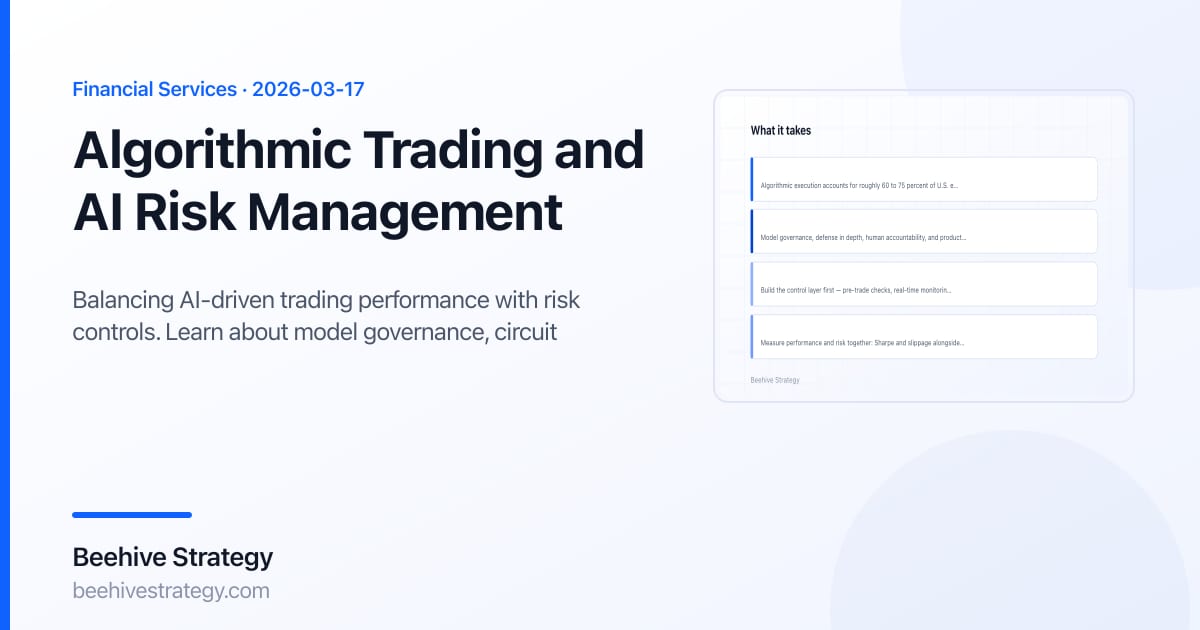 Financial Services · 2026-03-17
Algorithmic Trading and
AI Risk Management
Balancing AI-driven trading performance with risk
controls. Learn about model governance, circuit
Beehive Strategy
beehivestrategy.com
What it takes
Algorithmic execution accounts for roughly 60 to 75 percent of U.S. e...
Model governance, defense in depth, human accountability, and product...
Build the control layer first — pre-trade checks, real-time monitorin...
Measure performance and risk together: Sharpe and slippage alongside...
Beehive Strategy